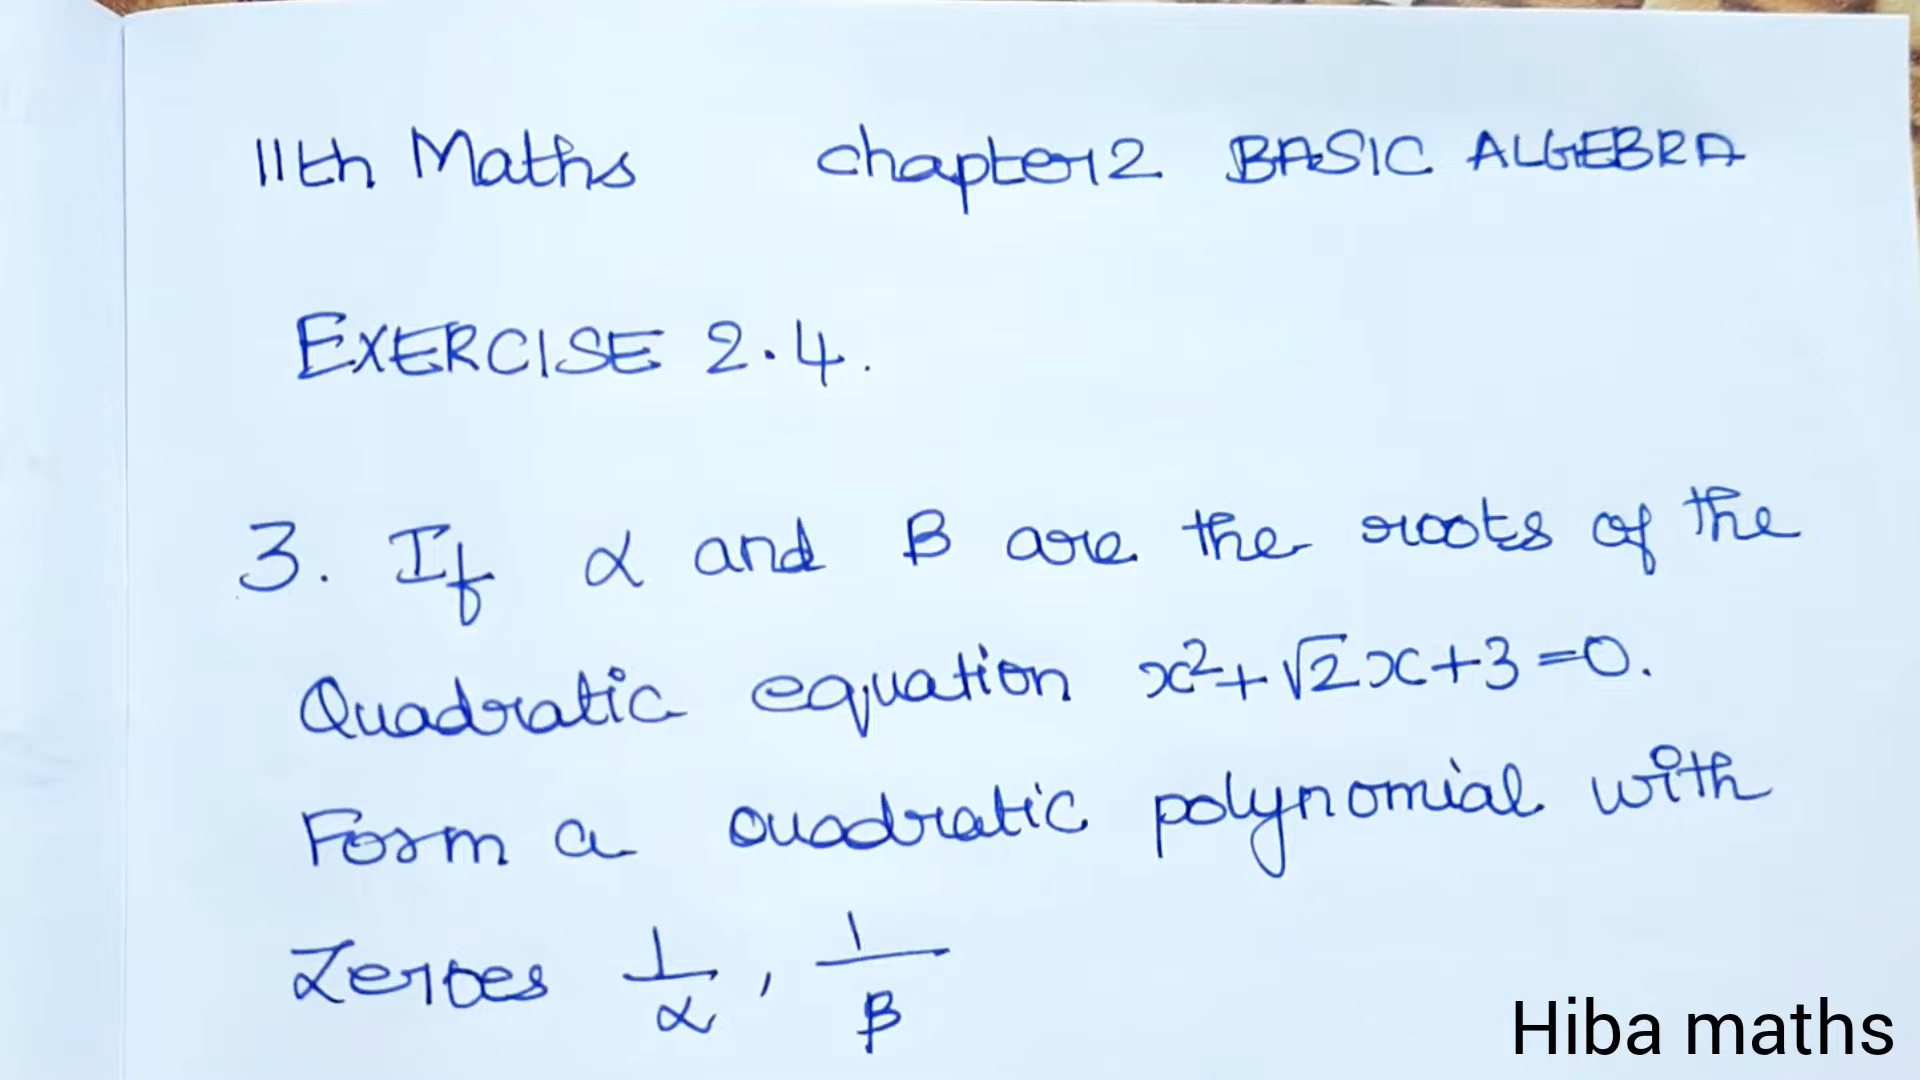 11th Maths chapter 2 BASIC ALGEBRA
EXERCISE 2.4.
3. If α and β are the roots of the
Quadratic equation x²+√2x+3=0.
Form a quadratic polynomial with
Zeroes 1/α, 1/β
Hiba maths